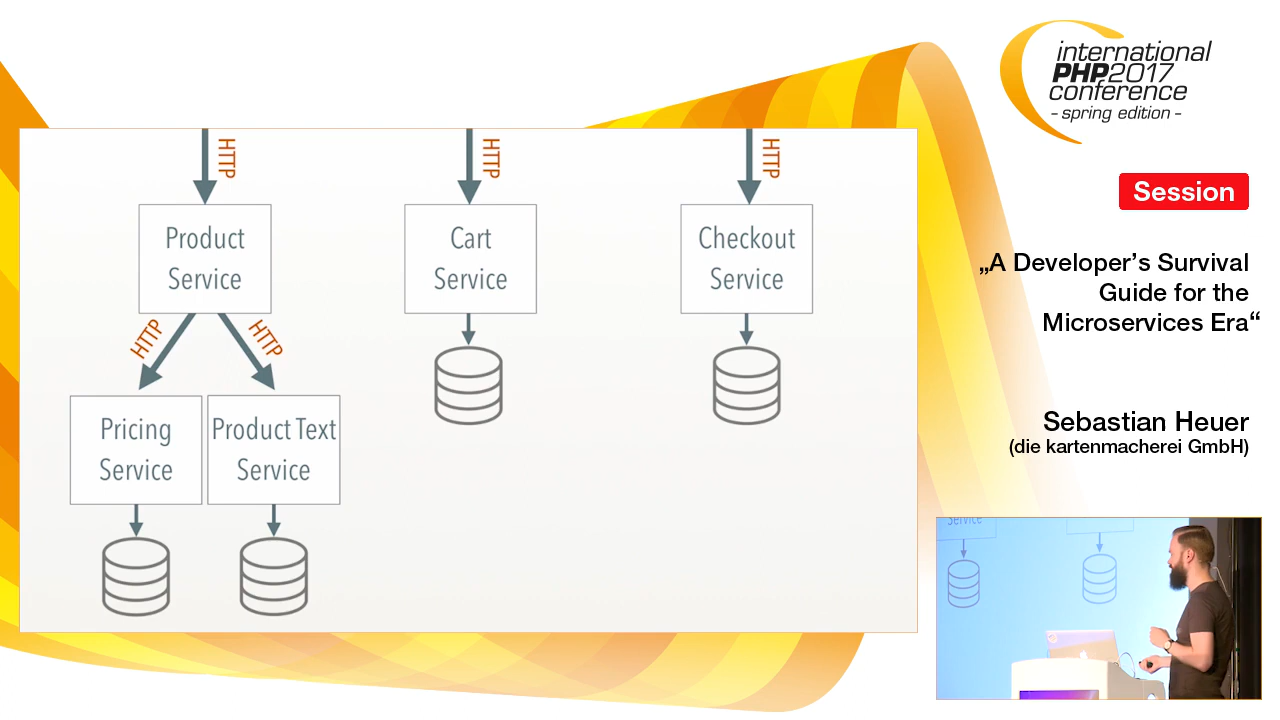 HTTP
HTTP
HTTP
Product
Service
Cart
Service
Checkout
Service
HTTP
HTTP
Pricing
Service
Product Text
Service
international
PHP2017
conference
- spring edition -
Session
„A Developer’s Survival
Guide for the
Microservices Era“
Sebastian Heuer
(die kartenmacherei GmbH)
Service